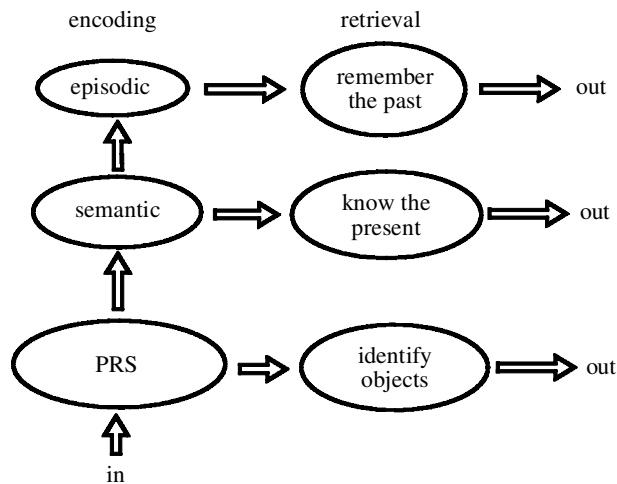 encoding
retrieval
episodic
remember
the past
out
semantic
know the
present
out
PRS
identify
objects
out
in